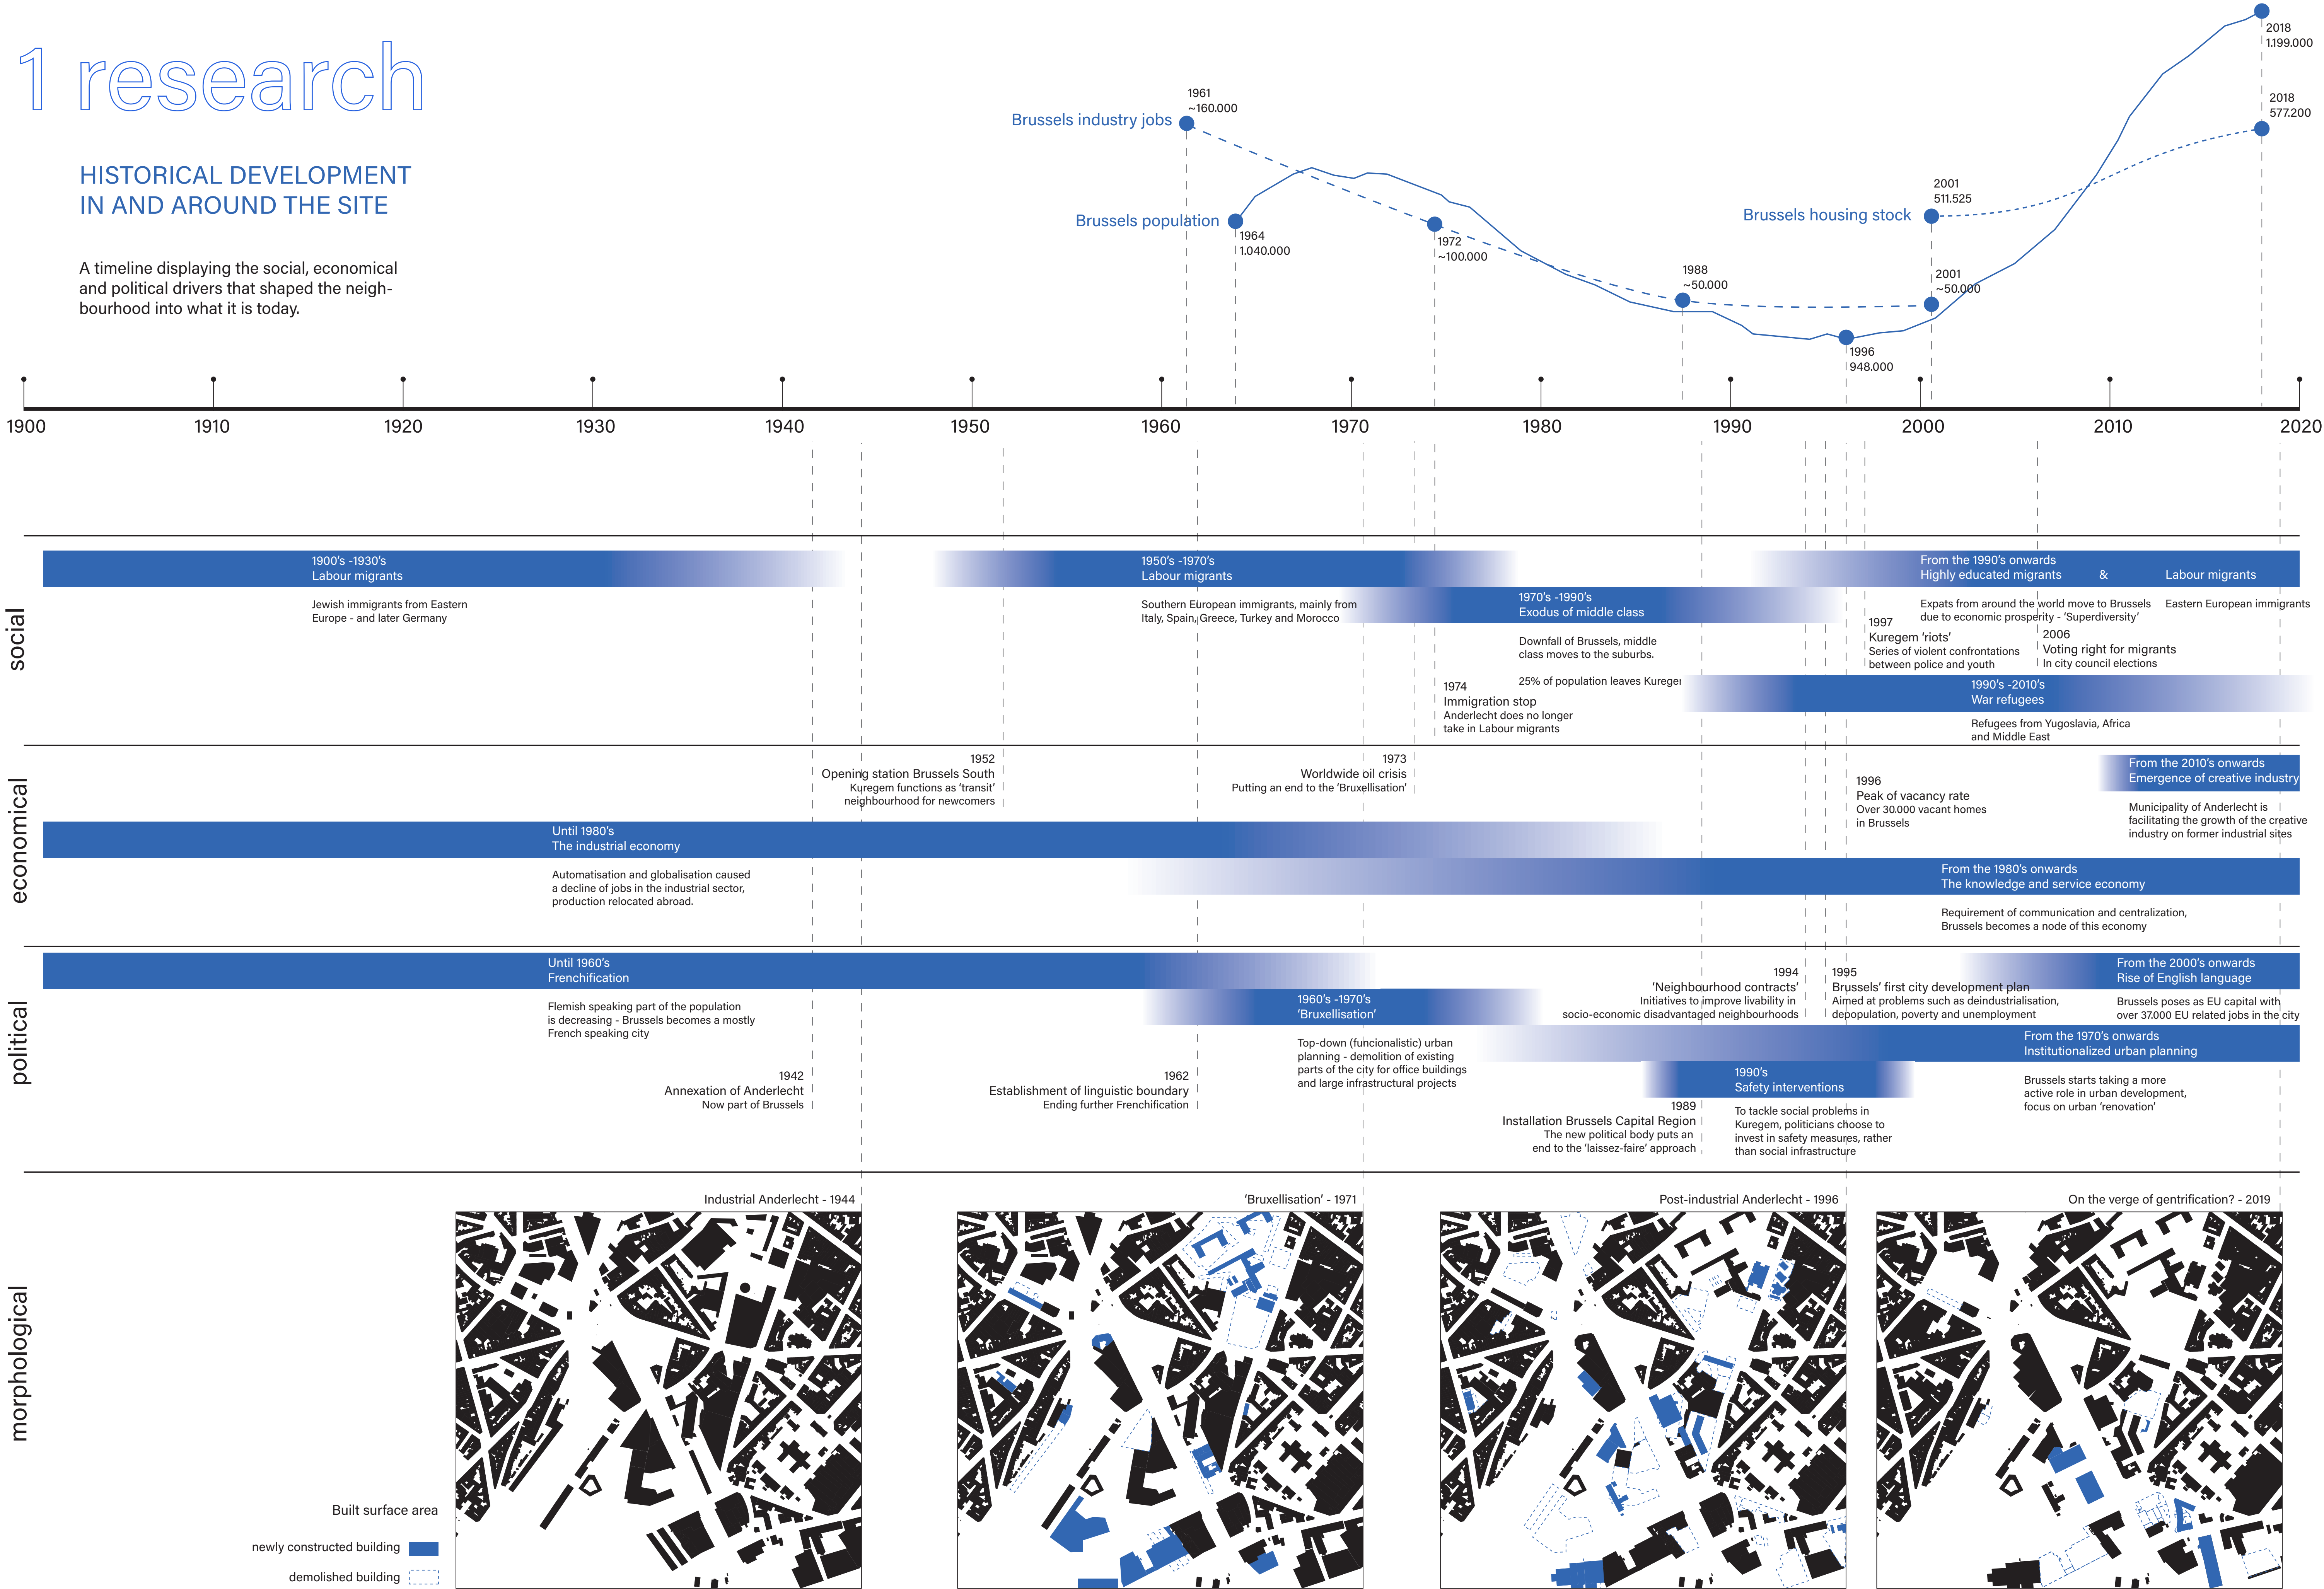 1 research
HISTORICAL DEVELOPMENT
IN AND AROUND THE SITE
A timeline displaying the social, economical
and political drivers that shaped the neigh-
bourhood into what it is today.
Brussels industry jobs
1961
~160.000
Brussels population
1964
1.040.000
1972
~100.000
1988
~50.000
1996
948.000
Brussels housing stock
2001
511.525
2001
~50.000
2018
1.199.000
2018
577.200
1900
1910
1920
1930
1940
1950
1960
1970
1980
1990
2000
2010
2020
social
1900's -1930's
Labour migrants
Jewish immigrants from Eastern
Europe - and later Germany
1950's -1970's
Labour migrants
Southern European immigrants, mainly from
Italy, Spain, Greece, Turkey and Morocco
1970's -1990's
Exodus of middle class
Downfall of Brussels, middle
class moves to the suburbs.
25% of population leaves Kureger
1974
Immigration stop
Anderlecht does no longer
take in Labour migrants
From the 1990's onwards
Highly educated migrants & Labour migrants
Expats from around the world move to Brussels
due to economic prosperity - 'Superdiversity'
Eastern European immigrants
1997
Kuregem 'riots'
Series of violent confrontations
between police and youth
2006
Voting right for migrants
In city council elections
1990's -2010's
War refugees
Refugees from Yugoslavia, Africa
and Middle East
economical
1952
Opening station Brussels South
Kuregem functions as 'transit'
neighbourhood for newcomers
1973
Worldwide oil crisis
Putting an end to the 'Bruxellisation'
1996
Peak of vacancy rate
Over 30.000 vacant homes
in Brussels
From the 2010's onwards
Emergence of creative industry
Municipality of Anderlecht is
facilitating the growth of the creative
industry on former industrial sites
Until 1980's
The industrial economy
Automatisation and globalisation caused
a decline of jobs in the industrial sector,
production relocated abroad.
From the 1980's onwards
The knowledge and service economy
Requirement of communication and centralization,
Brussels becomes a node of this economy
political
Until 1960's
Frenchification
Flemish speaking part of the population
is decreasing - Brussels becomes a mostly
French speaking city
1942
Annexation of Anderlecht
Now part of Brussels
1962
Establishment of linguistic boundary
Ending further Frenchification
1960's -1970's
'Bruxellisation'
Top-down (funcionalistic) urban
planning - demolition of existing
parts of the city for office buildings
and large infrastructural projects
1994
'Neighbourhood contracts'
Initiatives to improve livability in
socio-economic disadvantaged neighbourhoods
1995
Brussels' first city development plan
Aimed at problems such as deindustrialisation,
depopulation, poverty and unemployment
From the 2000's onwards
Rise of English language
Brussels poses as EU capital with
over 37.000 EU related jobs in the city
From the 1970's onwards
Institutionalized urban planning
Brussels starts taking a more
active role in urban development,
focus on urban 'renovation'
1990's
Safety interventions
To tackle social problems in
Kuregem, politicians choose to
invest in safety measures, rather
than social infrastructure
1989
Installation Brussels Capital Region
The new political body puts an
end to the 'laissez-faire' approach
morphological
Industrial Anderlecht - 1944
'Bruxellisation' - 1971
Post-industrial Anderlecht - 1996
On the verge of gentrification? - 2019
Built surface area
newly constructed building
demolished building